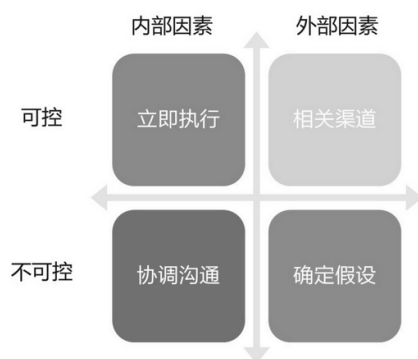 内部因素 外部因素
可控 立即执行 相关渠道
不可控 协调沟通 确定假设